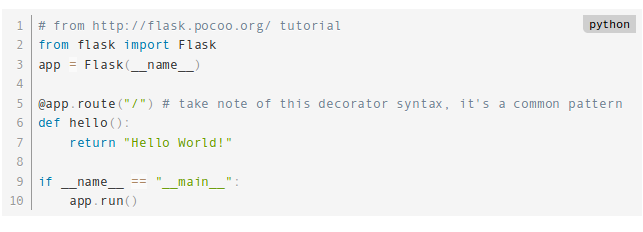 python
1 # from http://flask.pocoo.org/ tutorial
2 from flask import Flask
3 app = Flask(__name__)
4
5 @app.route("/") # take note of this decorator syntax, it's a common pattern
6 def hello():
7     return "Hello World!"
8
9 if __name__ == "__main__":
10     app.run()